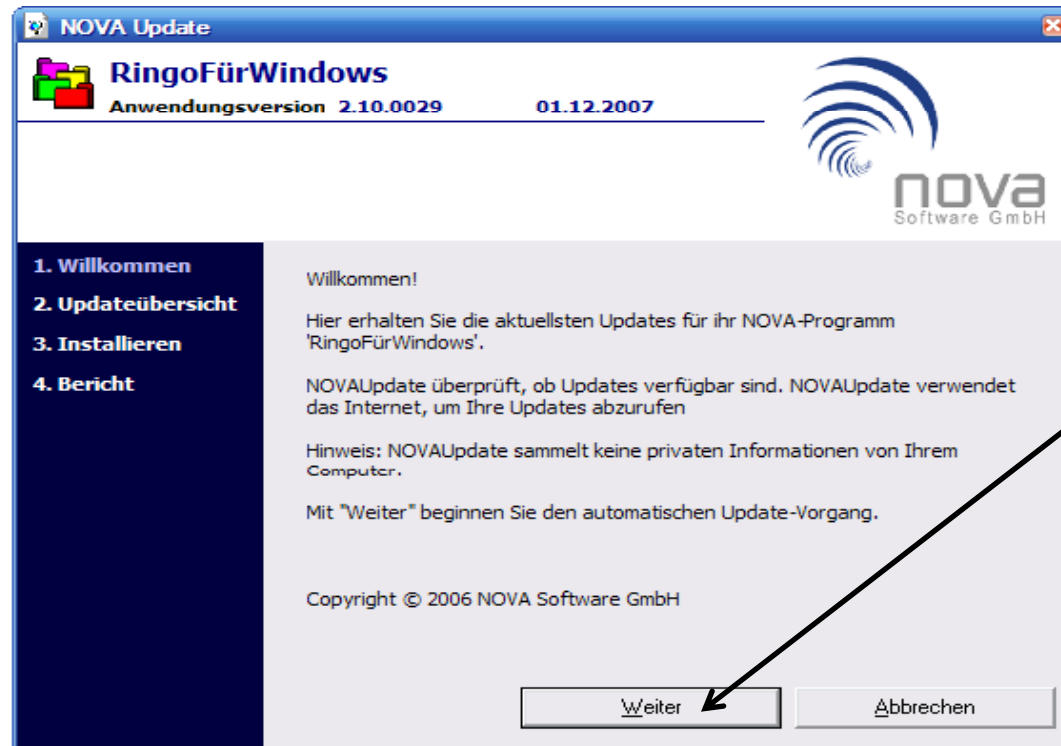 NOVA Update
RingoFürWindows
Anwendungsversion 2.10.0029 01.12.2007
nova
Software GmbH
1. Willkommen
2. Updateübersicht
3. Installieren
4. Bericht
Willkommen!
Hier erhalten Sie die aktuellsten Updates für ihr NOVA-Programm
'RingoFürWindows'.
NOVAUpdate überprüft, ob Updates verfügbar sind. NOVAUpdate verwendet
das Internet, um Ihre Updates abzurufen
Hinweis: NOVAUpdate sammelt keine privaten Informationen von Ihrem
Computer.
Mit "Weiter" beginnen Sie den automatischen Update-Vorgang.
Copyright © 2006 NOVA Software GmbH
Weiter
Abbrechen